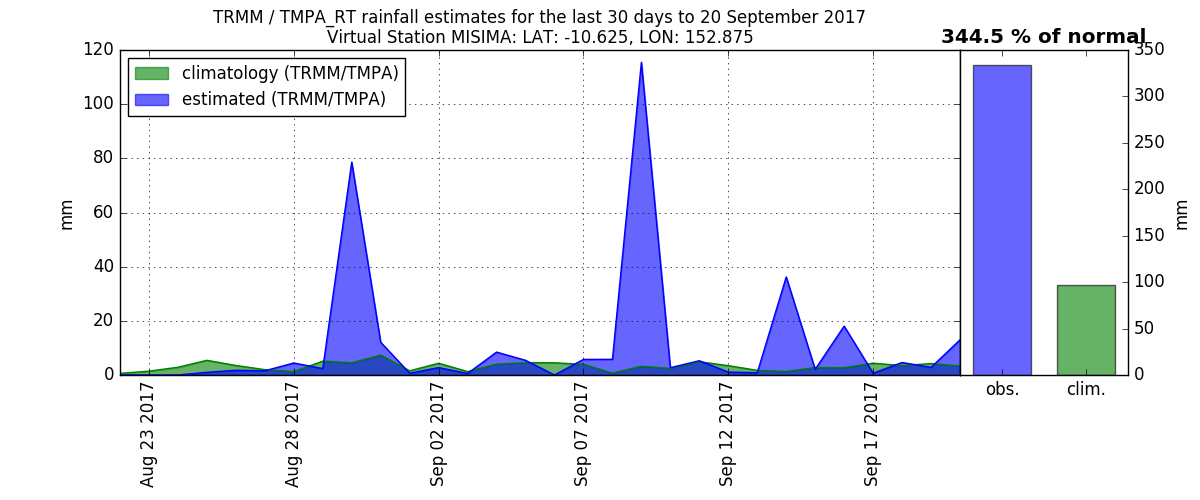 TRMM / TMPA_RT rainfall estimates for the last 30 days to 20 September 2017
Virtual Station MISIMA: LAT: -10.625, LON: 152.875
344.5 % of normal
climatology (TRMM/TMPA)
estimated (TRMM/TMPA)
120
100
80
60
40
20
0
mm
Aug 23 2017
Aug 28 2017
Sep 02 2017
Sep 07 2017
Sep 12 2017
Sep 17 2017
350
300
250
200
150
100
50
0
mm
obs.
clim.